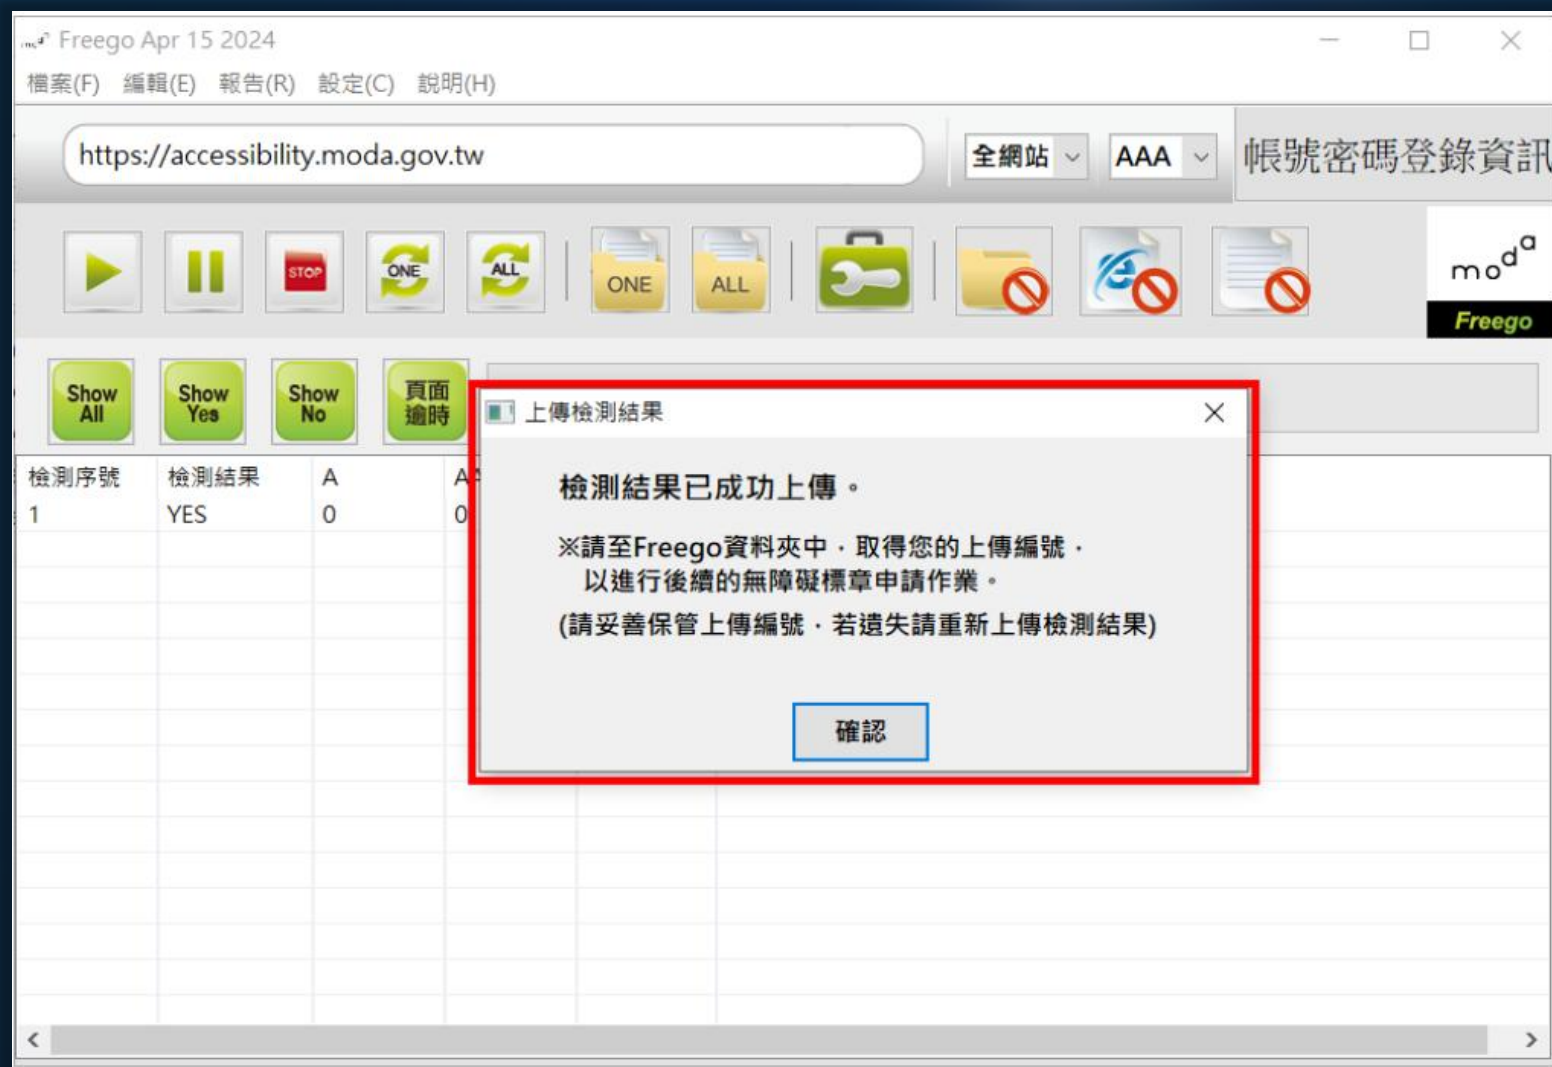 moda Freego Apr 15 2024
檔案(F) 編輯(E) 報告(R) 設定(C) 說明(H)
https://accessibility.moda.gov.tw 全網站 AAA 帳號密碼登錄資訊
STOP ONE ALL ONE ALL
moda
Freego
Show All
Show Yes
Show No
頁面逾時
上傳檢測結果
檢測序號 檢測結果 A
1 YES 0 0
檢測結果已成功上傳。
※請至Freego資料夾中，取得您的上傳編號，
以進行後續的無障礙標章申請作業。
(請妥善保管上傳編號，若遺失請重新上傳檢測結果)
確認